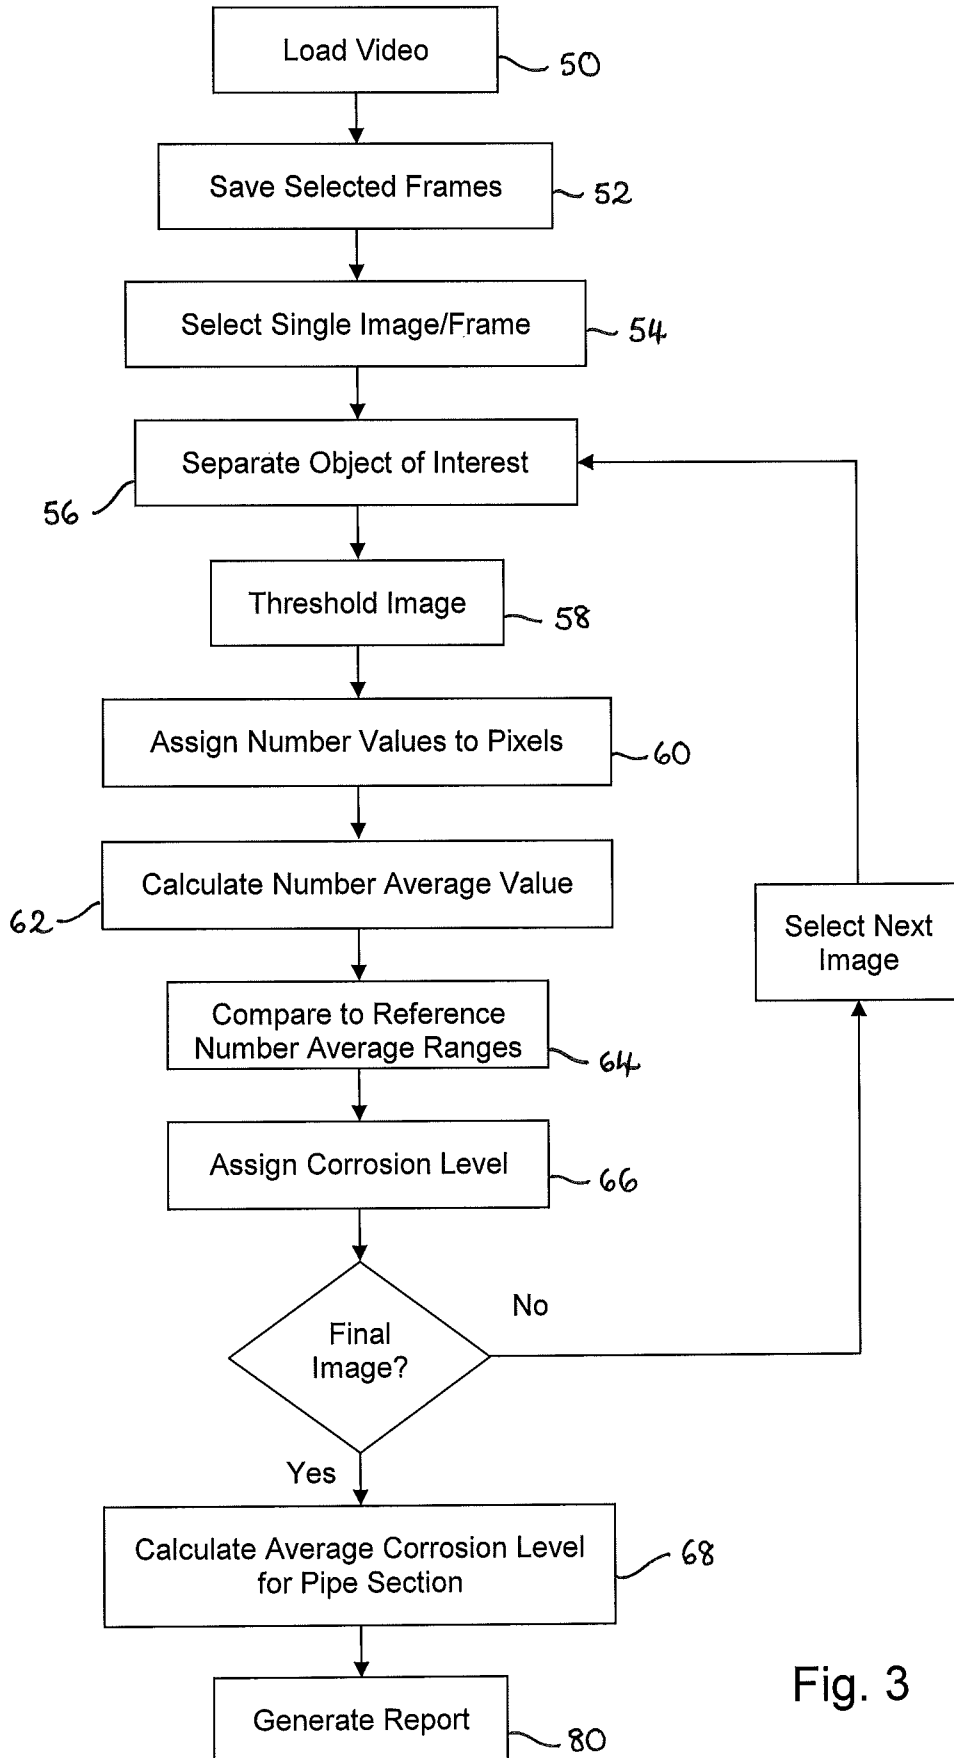 Load Video
50
Save Selected Frames
52
Select Single Image/Frame
54
Separate Object of Interest
56
Threshold Image
58
Assign Number Values to Pixels
60
Calculate Number Average Value
62
Select Next
Image
Compare to Reference
Number Average Ranges
64
Assign Corrosion Level
66
No
Final
Image?
Yes
Calculate Average Corrosion Level
for Pipe Section
68
Generate Report
80
Fig. 3